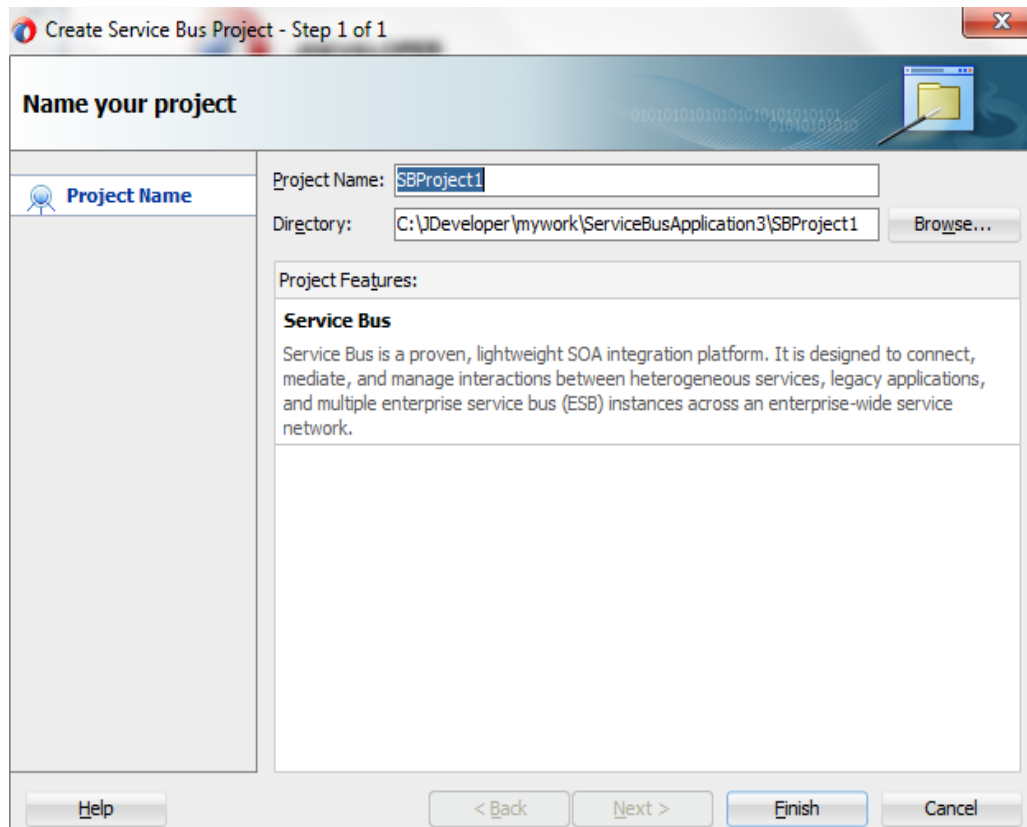 Create Service Bus Project - Step 1 of 1
Name your project
Project Name
Project Name: SBProject1
Directory: C:\JDeveloper\mywork\ServiceBusApplication3\SBProject1 Browse...
Project Features:
Service Bus
Service Bus is a proven, lightweight SOA integration platform. It is designed to connect,
mediate, and manage interactions between heterogeneous services, legacy applications,
and multiple enterprise service bus (ESB) instances across an enterprise-wide service
network.
Help < Back Next > Finish Cancel